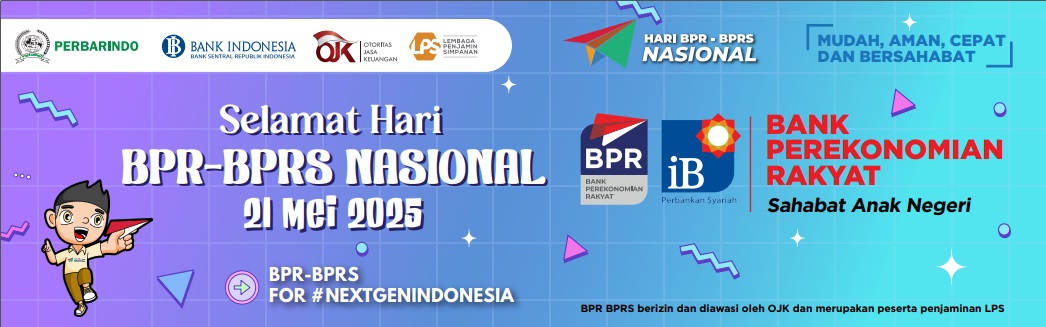 PERBARINDO
BANK INDONESIA
BANK SENTRAL REPUBLIK INDONESIA
OJK
OTORITAS
JASA
KEUANGAN
LPS
LEMBAGA
PENJAMIN
SIMPANAN
HARI BPR - BPRS
NASIONAL
MUDAH, AMAN, CEPAT
DAN BERSAHABAT
Selamat Hari
BPR-BPRS NASIONAL
21 Mei 2025
BPR
BANK
PEREKONOMIAN
RAKYAT
iB
Perbankan Syariah
BANK
PEREKONOMIAN
RAKYAT
Sahabat Anak Negeri
BPR-BPRS
FOR #NEXTGENINDONESIA
BPR BPRS berizin dan diawasi oleh OJK dan merupakan peserta penjaminan LPS